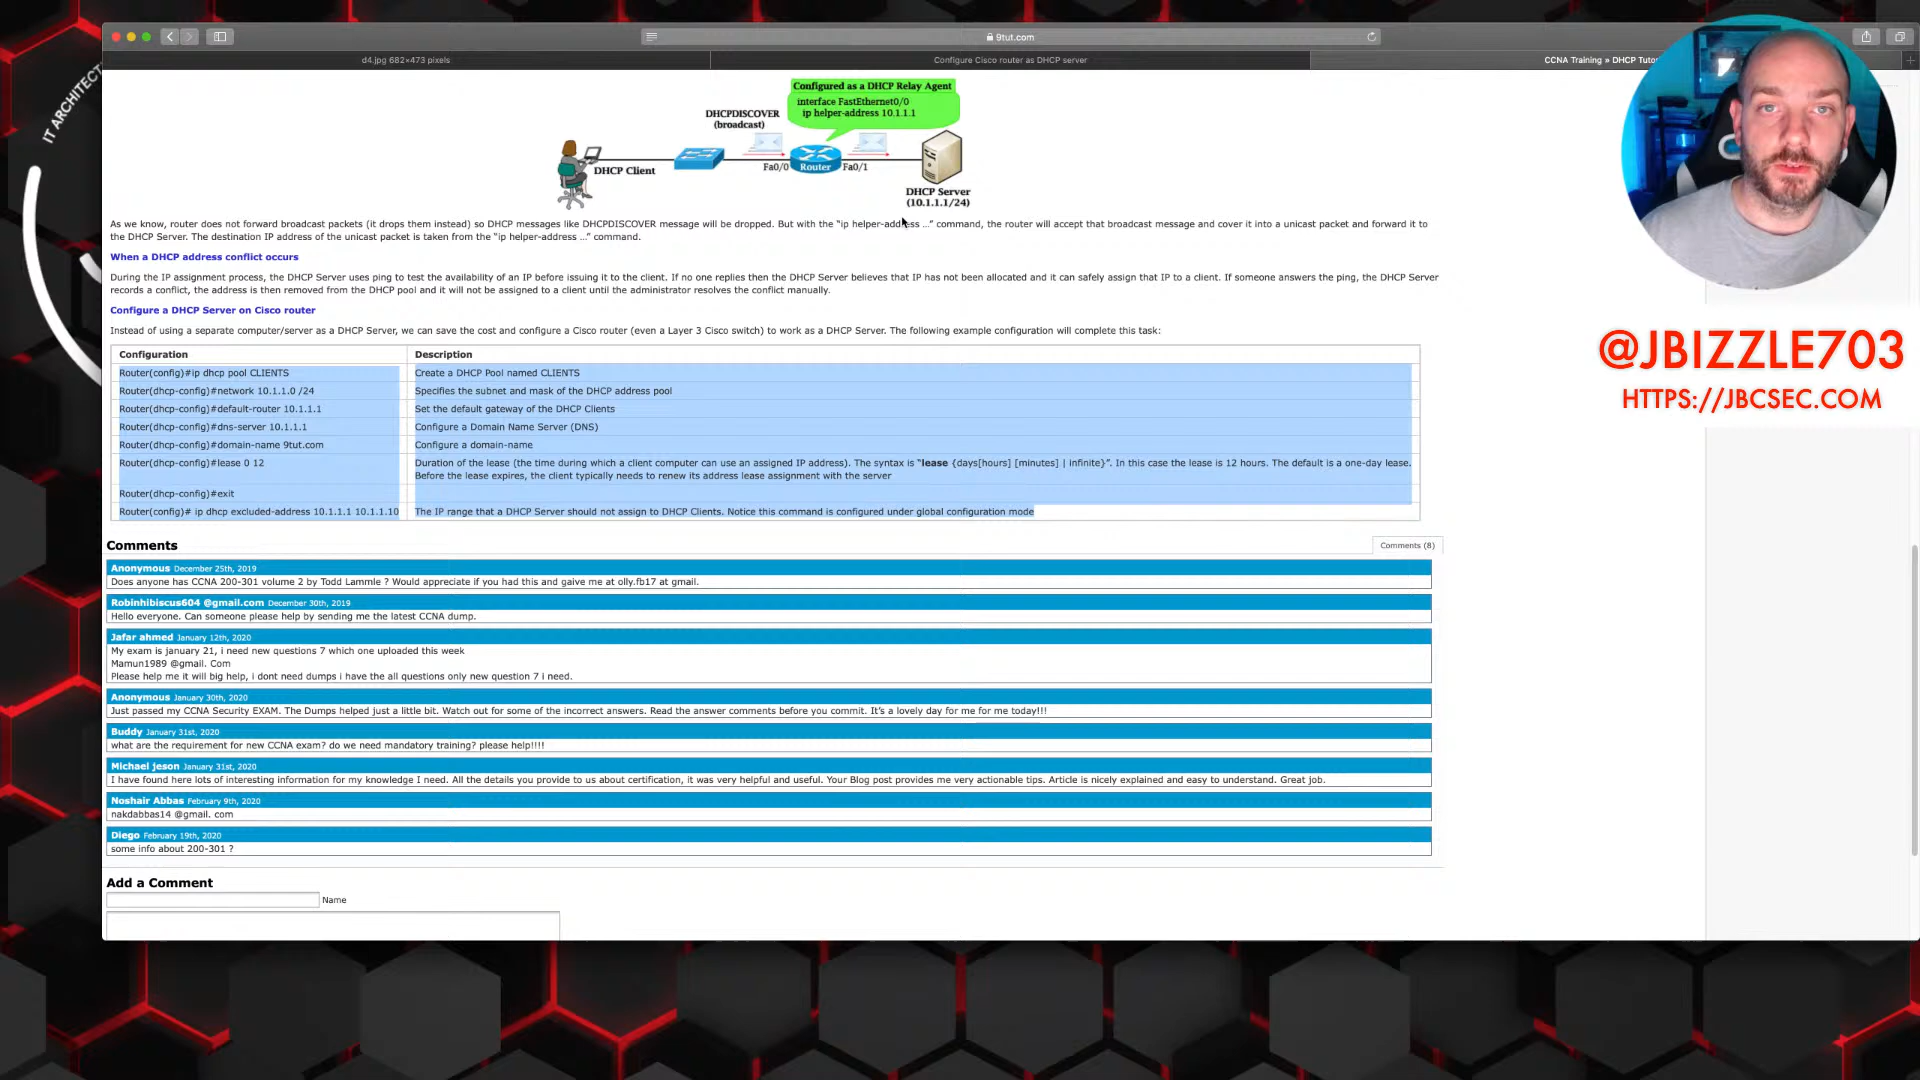 IT ARCHITECT
9tut.com
d4.jpg 682×473 pixels
Configure Cisco router as DHCP server
CCNA Training » DHCP Tuto
Configured as a DHCP Relay Agent
interface FastEthernet0/0
ip helper-address 10.1.1.1
DHCPDISCOVER
(broadcast)
DHCP Client
Fa0/0
Router
Fa0/1
DHCP Server
(10.1.1.1/24)
As we know, router does not forward broadcast packets (it drops them instead) so DHCP messages like DHCPDISCOVER message will be dropped. But with the “ip helper-address …” command, the router will accept that broadcast message and cover it into a unicast packet and forward it to
the DHCP Server. The destination IP address of the unicast packet is taken from the “ip helper-address …” command.
When a DHCP address conflict occurs
During the IP assignment process, the DHCP Server uses ping to test the availability of an IP before issuing it to the client. If no one replies then the DHCP Server believes that IP has not been allocated and it can safely assign that IP to a client. If someone answers the ping, the DHCP Server
records a conflict, the address is then removed from the DHCP pool and it will not be assigned to a client until the administrator resolves the conflict manually.
Configure a DHCP Server on Cisco router
Instead of using a separate computer/server as a DHCP Server, we can save the cost and configure a Cisco router (even a Layer 3 Cisco switch) to work as a DHCP Server. The following example configuration will complete this task:
Configuration Description
Router(config)#ip dhcp pool CLIENTS Create a DHCP Pool named CLIENTS
Router(dhcp-config)#network 10.1.1.0 /24 Specifies the subnet and mask of the DHCP address pool
Router(dhcp-config)#default-router 10.1.1.1 Set the default gateway of the DHCP Clients
Router(dhcp-config)#dns-server 10.1.1.1 Configure a Domain Name Server (DNS)
Router(dhcp-config)#domain-name 9tut.com Configure a domain-name
Router(dhcp-config)#lease 0 12 Duration of the lease (the time during which a client computer can use an assigned IP address). The syntax is “lease {days[hours] [minutes] | infinite}”. In this case the lease is 12 hours. The default is a one-day lease.
Before the lease expires, the client typically needs to renew its address lease assignment with the server
Router(dhcp-config)#exit
Router(config)# ip dhcp excluded-address 10.1.1.1 10.1.1.10 The IP range that a DHCP Server should not assign to DHCP Clients. Notice this command is configured under global configuration mode
Comments
Comments (8)
Anonymous December 25th, 2019
Does anyone has CCNA 200-301 volume 2 by Todd Lammle ? Would appreciate if you had this and gaive me at olly.fb17 at gmail.
Robinhibiscus604 @gmail.com December 30th, 2019
Hello everyone. Can someone please help by sending me the latest CCNA dump.
Jafar ahmed January 12th, 2020
My exam is january 21, i need new questions 7 which one uploaded this week
Mamun1989 @gmail. Com
Please help me it will big help, i dont need dumps i have the all questions only new question 7 i need.
Anonymous January 30th, 2020
Just passed my CCNA Security EXAM. The Dumps helped just a little bit. Watch out for some of the incorrect answers. Read the answer comments before you commit. It’s a lovely day for me for me today!!!
Buddy January 31st, 2020
what are the requirement for new CCNA exam? do we need mandatory training? please help!!!!
Michael jeson January 31st, 2020
I have found here lots of interesting information for my knowledge I need. All the details you provide to us about certification, it was very helpful and useful. Your Blog post provides me very actionable tips. Article is nicely explained and easy to understand. Great job.
Noshair Abbas February 9th, 2020
nakdabbas14 @gmail. com
Diego February 19th, 2020
some info about 200-301 ?
Add a Comment
Name
@JBIZZLE703
HTTPS://JBCSEC.COM